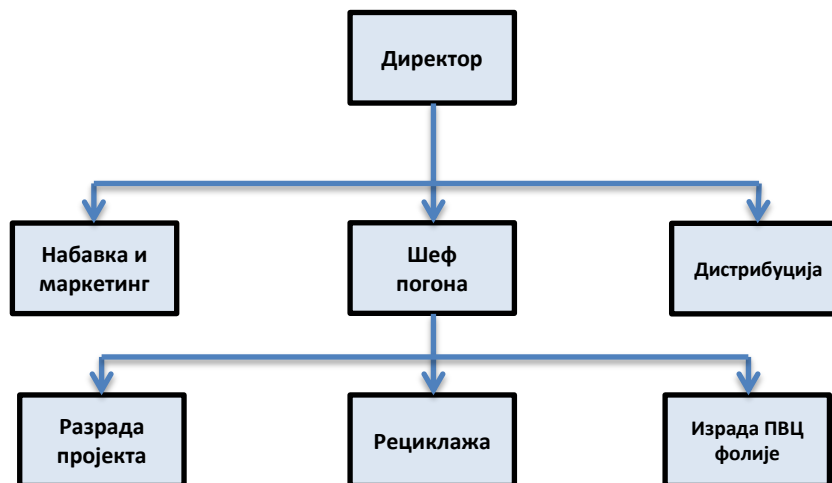 Директор
Набавка и
маркетинг
Шеф
погона
Дистрибуција
Разрада
пројекта
Рециклажа
Израда ПВЦ
фолије